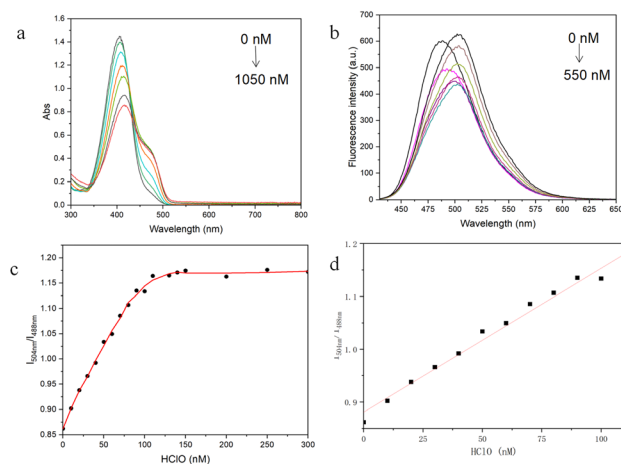 a
0 nM
1050 nM
Abs
1.6
1.4
1.2
1.0
0.8
0.6
0.4
0.2
0.0
300 400 500 600 700 800
Wavelength (nm)
b
0 nM
550 nM
Fluorescence intensity (a.u.)
700
600
500
400
300
200
100
0
450 475 500 525 550 575 600 625 650
Wavelength (nm)
c
I504nm/I488nm
1.20
1.15
1.10
1.05
1.00
0.95
0.90
0.85
0 50 100 150 200 250 300
HClO (nM)
d
I504nm/I488nm
1.2
1.1
1.0
0.9
0 25 50 75 100
HClO (nM)